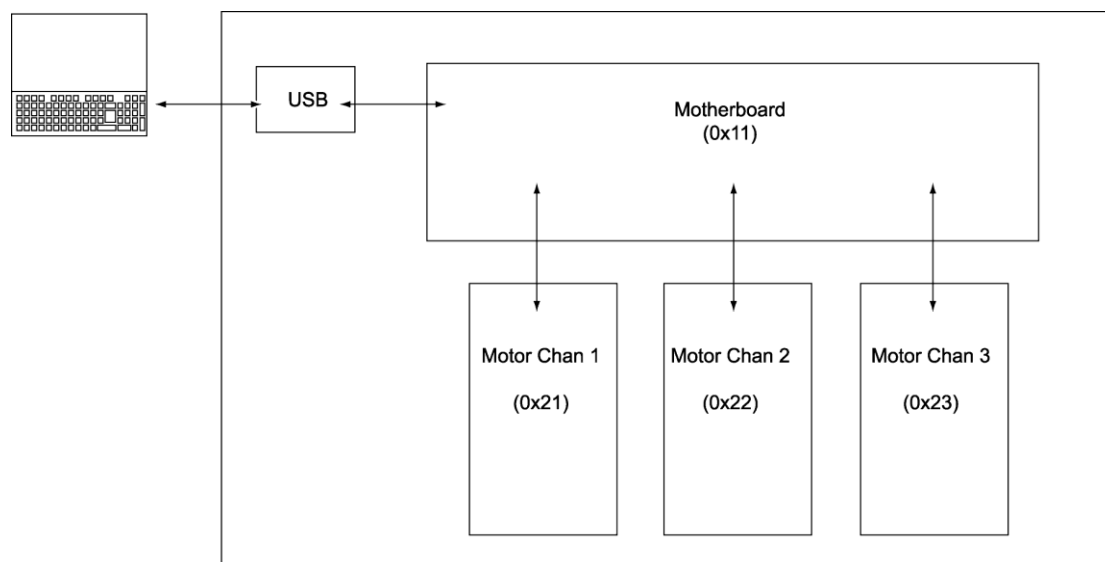 USB
Motherboard
(0x11)
Motor Chan 1
(0x21)
Motor Chan 2
(0x22)
Motor Chan 3
(0x23)